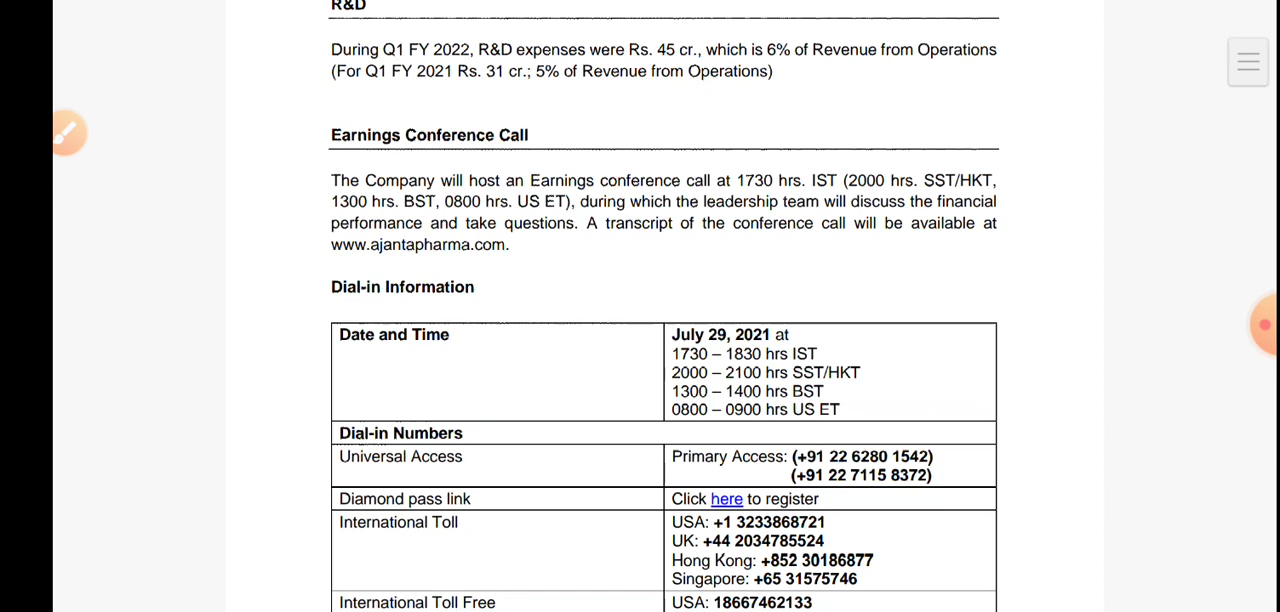 R&D
During Q1 FY 2022, R&D expenses were Rs. 45 cr., which is 6% of Revenue from Operations
(For Q1 FY 2021 Rs. 31 cr.; 5% of Revenue from Operations)
Earnings Conference Call
The Company will host an Earnings conference call at 1730 hrs. IST (2000 hrs. SST/HKT,
1300 hrs. BST, 0800 hrs. US ET), during which the leadership team will discuss the financial
performance and take questions. A transcript of the conference call will be available at
www.ajantapharma.com.
Dial-in Information
Date and Time
July 29, 2021 at
1730 – 1830 hrs IST
2000 – 2100 hrs SST/HKT
1300 – 1400 hrs BST
0800 – 0900 hrs US ET
Dial-in Numbers
Universal Access
Primary Access: (+91 22 6280 1542)
(+91 22 7115 8372)
Diamond pass link
Click here to register
International Toll
USA: +1 3233868721
UK: +44 2034785524
Hong Kong: +852 30186877
Singapore: +65 31575746
International Toll Free
USA: 18667462133